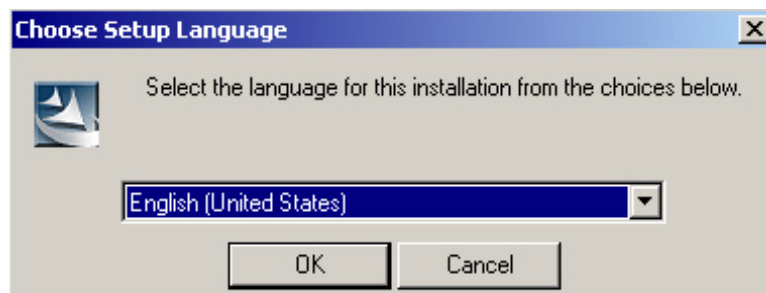 Choose Setup Language
Select the language for this installation from the choices below.
English (United States)
OK
Cancel